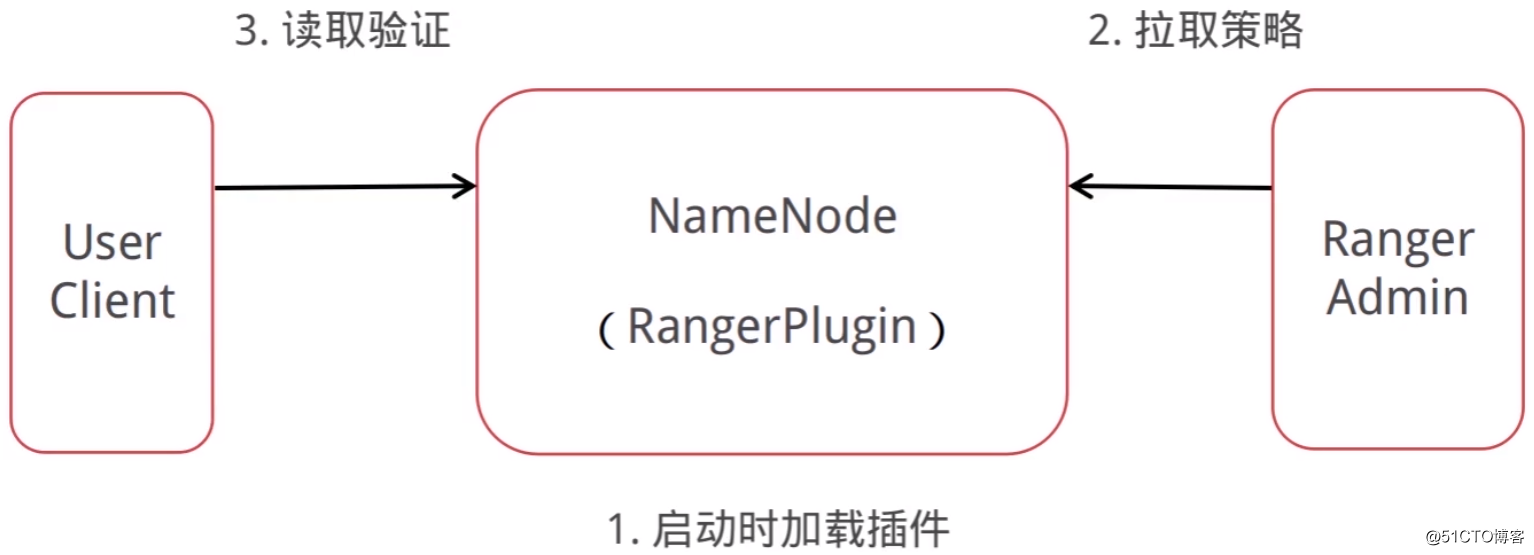 3. 读取验证
2. 拉取策略
User
Client
NameNode
（RangerPlugin）
Ranger
Admin
1. 启动时加载插件
@51CTO博客